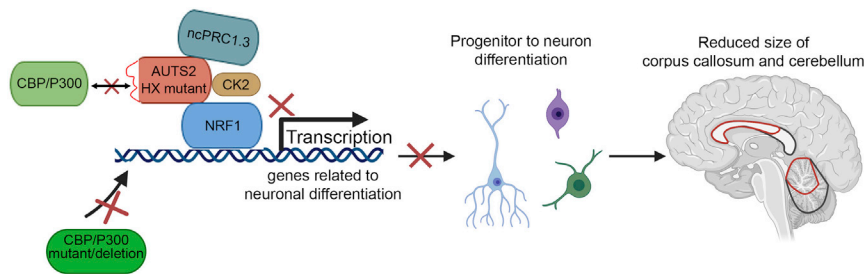 ncPRC1.3
CBP/P300
AUTS2
HX mutant
CK2
NRF1
Transcription
genes related to
neuronal differentiation
CBP/P300
mutant/deletion
Progenitor to neuron
differentiation
Reduced size of
corpus callosum and cerebellum